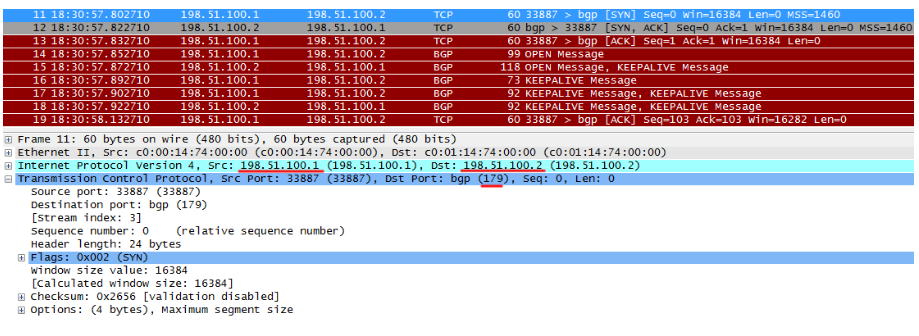 11 18:30:57.802710 198.51.100.1 198.51.100.2 TCP 60 33887 > bgp [SYN] Seq=0 Win=16384 Len=0 MSS=1460
12 18:30:57.822710 198.51.100.2 198.51.100.1 TCP 60 bgp > 33887 [SYN, ACK] Seq=0 Ack=1 Win=16384 Len=0 MSS=1460
13 18:30:57.832710 198.51.100.1 198.51.100.2 TCP 60 33887 > bgp [ACK] Seq=1 Ack=1 Win=16384 Len=0
14 18:30:57.852710 198.51.100.1 198.51.100.2 BGP 99 OPEN Message
15 18:30:57.872710 198.51.100.2 198.51.100.1 BGP 118 OPEN Message, KEEPALIVE Message
16 18:30:57.892710 198.51.100.1 198.51.100.2 BGP 73 KEEPALIVE Message
17 18:30:57.902710 198.51.100.2 198.51.100.1 BGP 92 KEEPALIVE Message, KEEPALIVE Message
18 18:30:57.922710 198.51.100.1 198.51.100.2 BGP 92 KEEPALIVE Message, KEEPALIVE Message
19 18:30:58.132710 198.51.100.1 198.51.100.2 TCP 60 33887 > bgp [ACK] Seq=103 Ack=103 Win=16282 Len=0
Frame 11: 60 bytes on wire (480 bits), 60 bytes captured (480 bits)
Ethernet II, Src: c0:00:14:74:00:00 (c0:00:14:74:00:00), Dst: c0:01:14:74:00:00 (c0:01:14:74:00:00)
Internet Protocol Version 4, Src: 198.51.100.1 (198.51.100.1), Dst: 198.51.100.2 (198.51.100.2)
Transmission Control Protocol, Src Port: 33887 (33887), Dst Port: bgp (179), Seq: 0, Len: 0
Source port: 33887 (33887)
Destination port: bgp (179)
[Stream index: 3]
Sequence number: 0 (relative sequence number)
Header length: 24 bytes
Flags: 0x002 (SYN)
Window size value: 16384
[Calculated window size: 16384]
Checksum: 0x2656 [validation disabled]
Options: (4 bytes), Maximum segment size